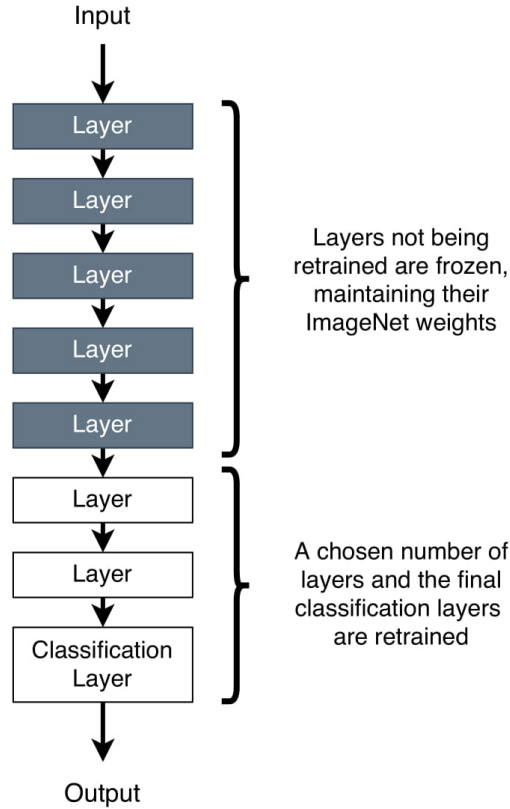 Input
Layer
Layer
Layer
Layer
Layer
Layers not being
retrained are frozen,
maintaining their
ImageNet weights
Layer
Layer
Classification
Layer
A chosen number of
layers and the final
classification layers
are retrained
Output